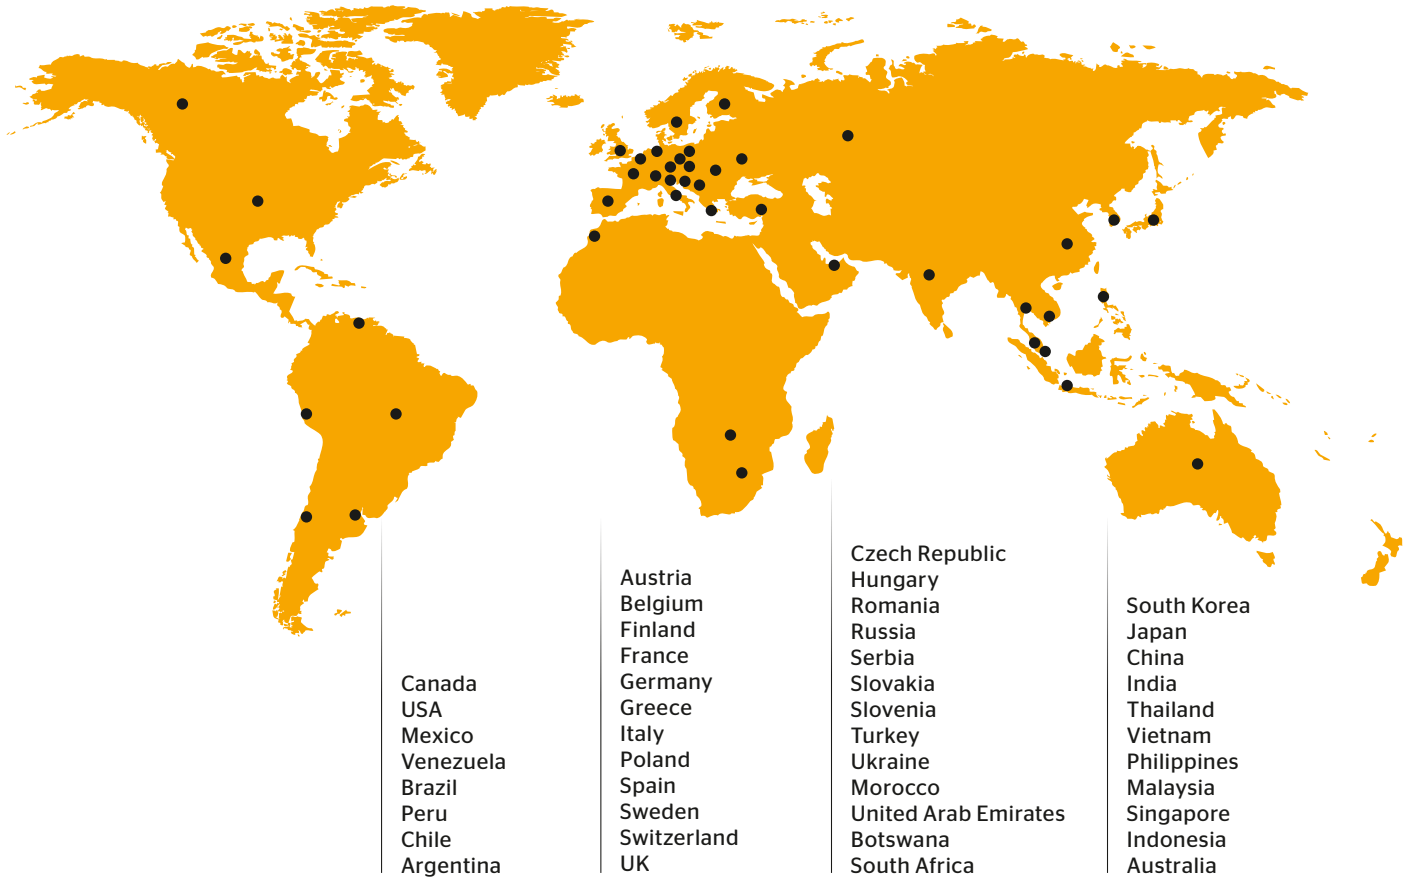 Canada
USA
Mexico
Venezuela
Brazil
Peru
Chile
Argentina
Austria
Belgium
Finland
France
Germany
Greece
Italy
Poland
Spain
Sweden
Switzerland
UK
Czech Republic
Hungary
Romania
Russia
Serbia
Slovakia
Slovenia
Turkey
Ukraine
Morocco
United Arab Emirates
Botswana
South Africa
South Korea
Japan
China
India
Thailand
Vietnam
Philippines
Malaysia
Singapore
Indonesia
Australia